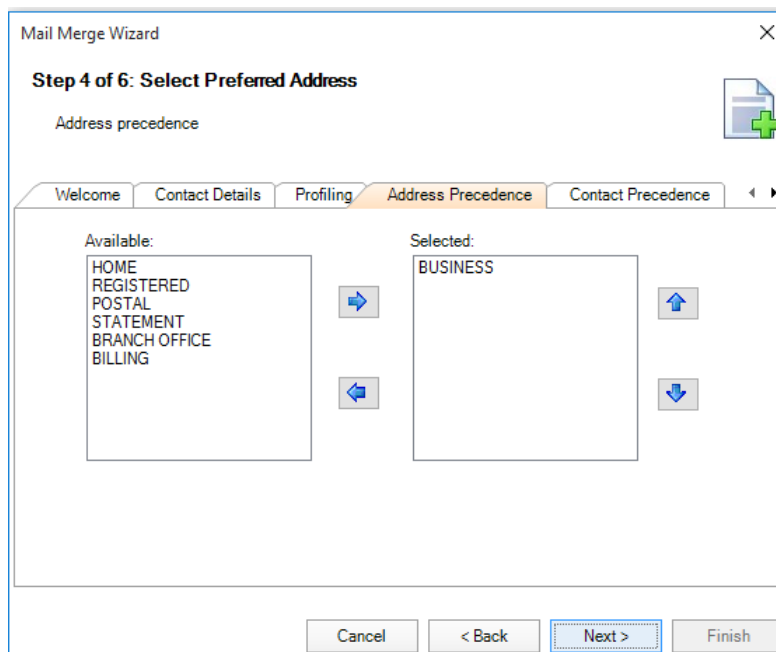 Mail Merge Wizard
Step 4 of 6: Select Preferred Address
Address precedence
Welcome Contact Details Profiling Address Precedence Contact Precedence
Available: Selected:
HOME BUSINESS
REGISTERED
POSTAL
STATEMENT
BRANCH OFFICE
BILLING
Cancel < Back Next > Finish